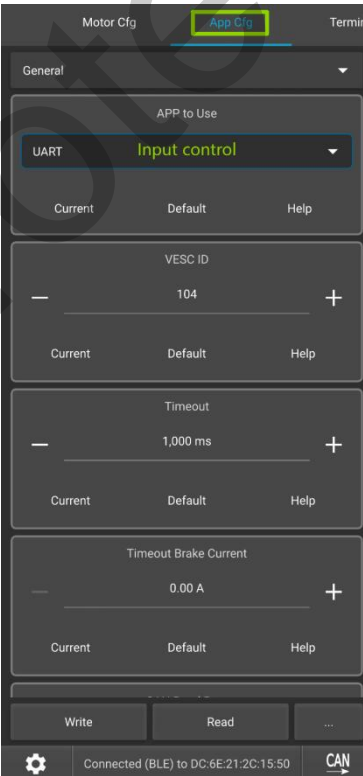 Motor Cfg App Cfg Termin
General
APP to Use
UART Input control
Current Default Help
VESC ID
104
Current Default Help
Timeout
1,000 ms
Current Default Help
Timeout Brake Current
0.00 A
Current Default Help
Write Read ...
Connected (BLE) to DC:6E:21:2C:15:50 CAN